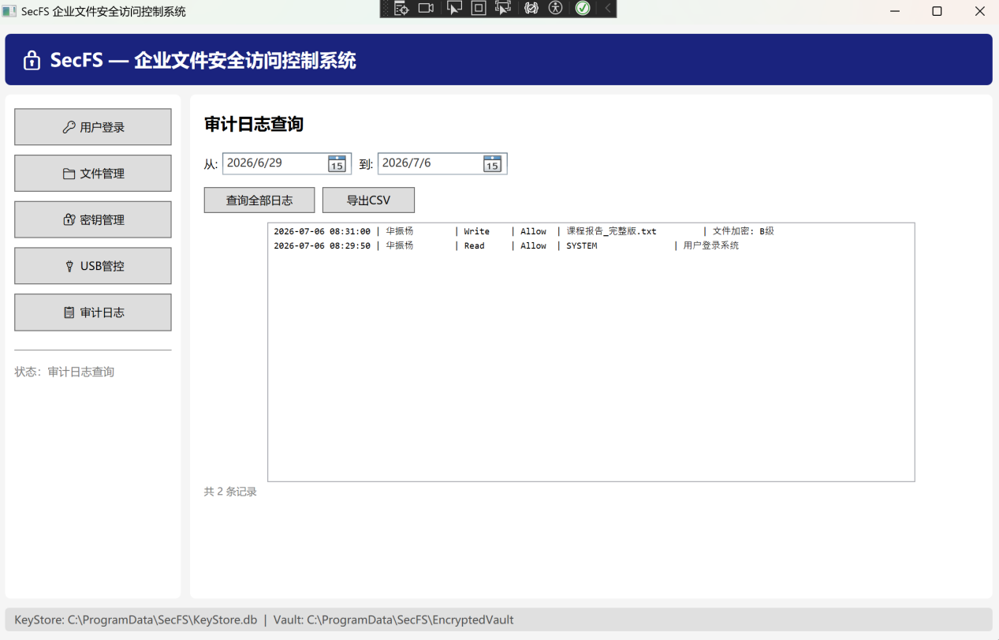 SecFS 企业文件安全访问控制系统
SecFS — 企业文件安全访问控制系统
用户登录
文件管理
密钥管理
USB管控
审计日志
状态: 审计日志查询
审计日志查询
从: 2026/6/29 15 到: 2026/7/6 15
查询全部日志 导出CSV
2026-07-06 08:31:00 | 华振杨 | Write | Allow | 课程报告_完整版.txt | 文件加密: B级
2026-07-06 08:29:50 | 华振杨 | Read | Allow | SYSTEM | 用户登录系统
共 2 条记录
KeyStore: C:\ProgramData\SecFS\KeyStore.db | Vault: C:\ProgramData\SecFS\EncryptedVault